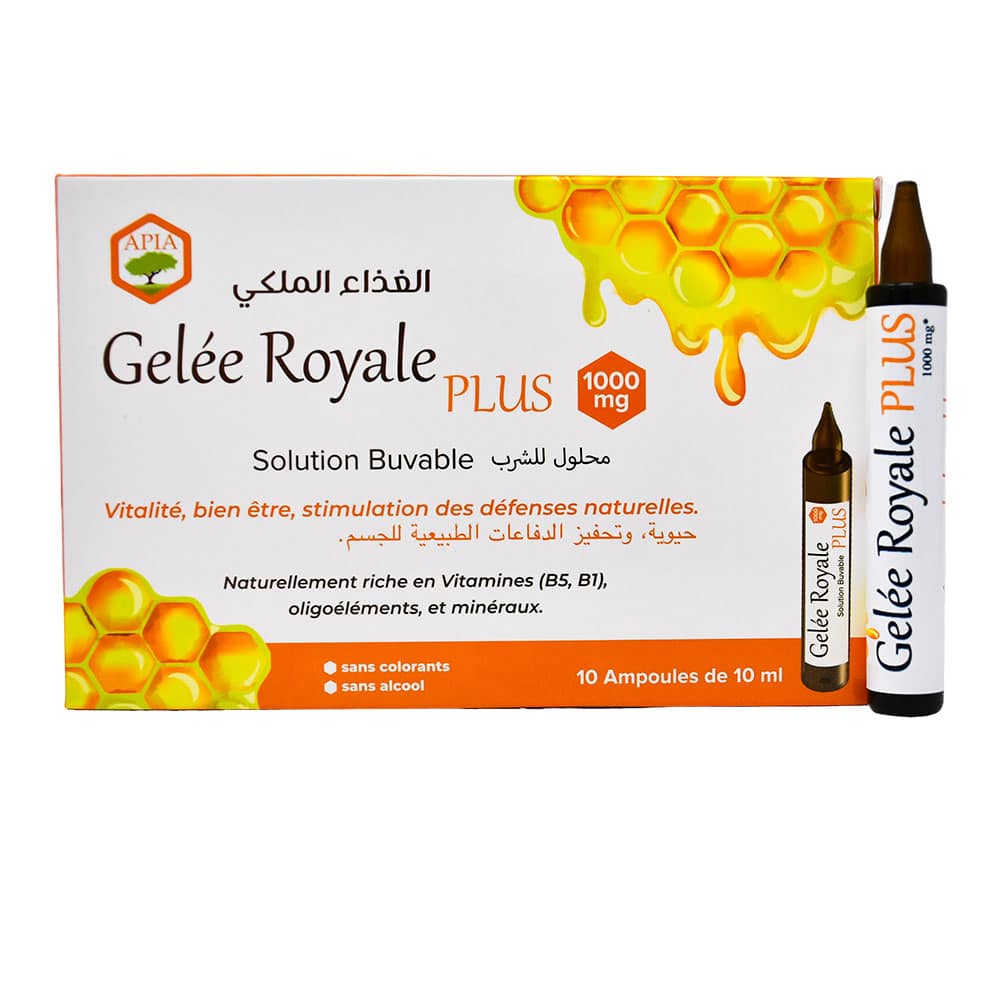 APIA
الغذاء الملكي
Gelée Royale
PLUS
1000
mg
Solution Buvable محلول للشرب
Vitalité, bien être, stimulation des défenses naturelles.
حيوية، وتحفيز الدفاعات الطبيعية للجسم.
Naturellement riche en Vitamines (B5, B1),
oligoéléments, et minéraux.
sans colorants
sans alcool
10 Ampoules de 10 ml
Gelée Royale PLUS
1000
mg
Solution Buvable
Gelée Royale PLUS
1000 mg*